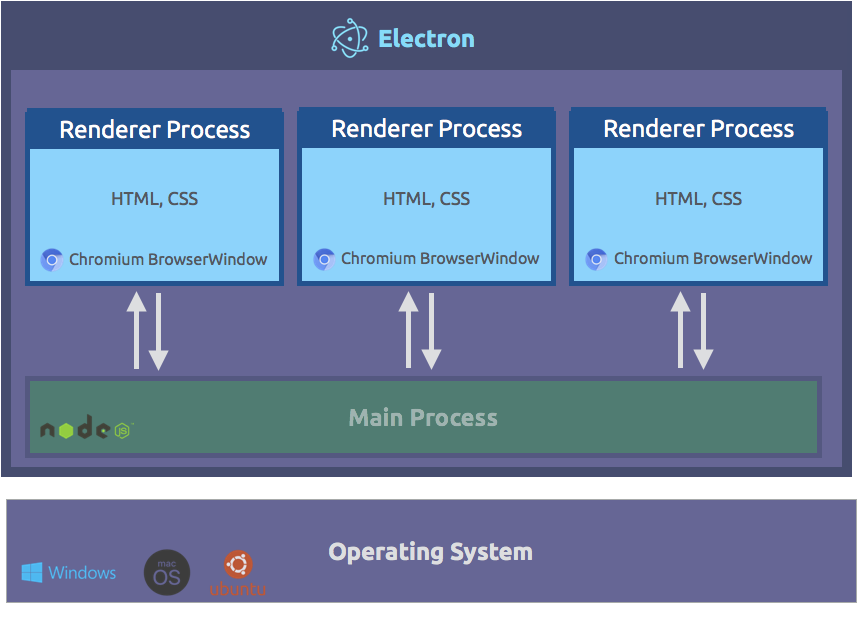 Electron
Renderer Process
HTML, CSS
Chromium BrowserWindow
Renderer Process
HTML, CSS
Chromium BrowserWindow
Renderer Process
HTML, CSS
Chromium BrowserWindow
Main Process
node JS
Operating System
Windows
mac
OS
ubuntu